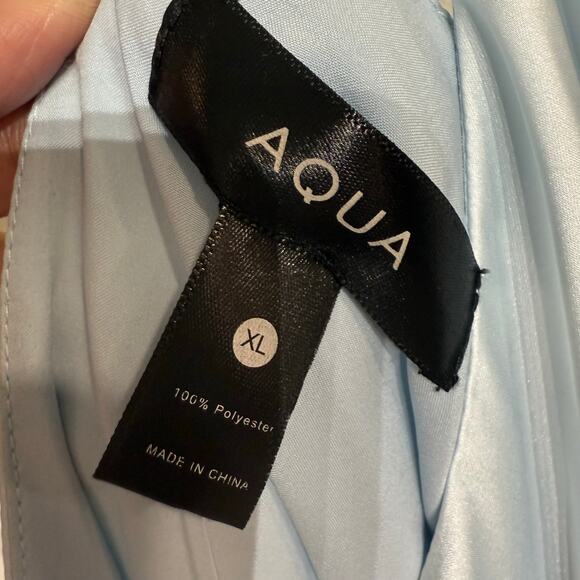 AQUA
XL
100% Polyester
MADE IN CHINA